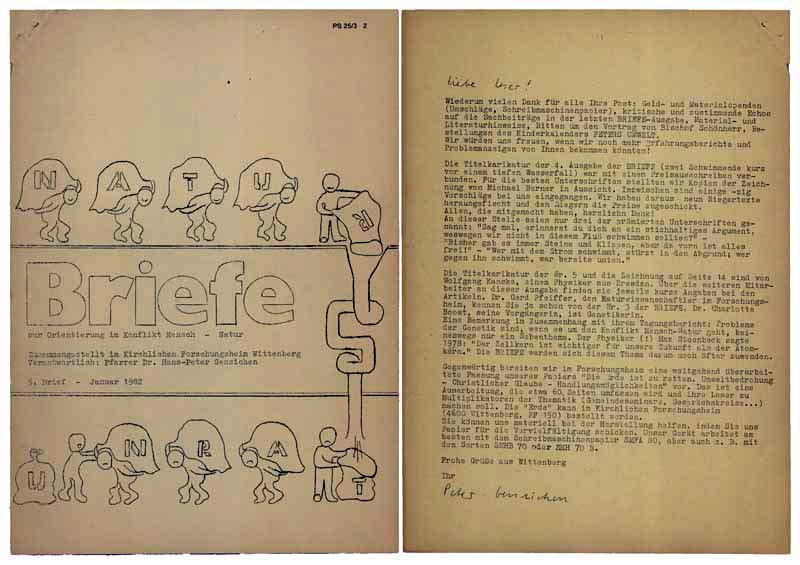 PS 25/3 2
N A T U R
Briefe
zur Orientierung im Konflikt Mensch - Natur
Zusammengestellt im Kirchlichen Forschungsheim Wittenberg
Verantwortlich: Pfarrer Dr. Hans-Peter Gensichen
5. Brief - Januar 1982
S
U N R A T
Liebe Leser!
Wiederum vielen Dank für alle Ihre Post: Geld- und Materialspenden
(Umschläge, Schreibmaschinenpapier), kritische und zustimmende Echos
auf die Sachbeiträge in der letzten BRIEFE-Ausgabe, Material- und
Literaturhinweise, Bitten um den Vortrag von Bischof Schönherr, Be-
stellungen des Kinderkalenders PETERS UMWELT.
Wir würden uns freuen, wenn wir noch mehr Erfahrungsberichte und
Problemanzeigen von Ihnen bekommen könnten!
Die Titelkarikatur der 4. Ausgabe der BRIEFE (zwei Schwimmende kurz
vor einem tiefen Wasserfall) war mit einem Preisausschreiben ver-
bunden. Für die besten Unterschriften stellten wir Kopien der Zeich-
nung von Michael Berner in Aussicht. Inzwischen sind einige -zig
Vorschläge bei uns eingegangen. Wir haben daraus neun Siegertexte
herausgefischt und den Siegern die Preise zugeschickt.
Allen, die mitgemacht haben, herzlichen Dank!
An dieser Stelle seien nur drei der prämierten Unterschriften ge-
nannt: "Sag mal, erinnerst du dich an ein stichhaltiges Argument,
weswegen wir nicht in diesem Fluß schwimmen sollten?" -
"Bisher gab es immer Steine und Klippen, aber da vorn ist alles
frei!" - "Wer mit dem Strom schwimmt, stürzt in den Abgrund; wer
gegen ihn schwimmt, war bereits unten."
Die Titelkarikatur der Nr. 5 und die Zeichnung auf Seite 14 sind von
Wolfgang Kanzke, einem Physiker aus Dresden. Über die weiteren Mitar-
beiter an dieser Ausgabe finden sie jeweils kurze Angaben bei den
Artikeln. Dr. Gerd Pfeiffer, den Naturwissenschaftler im Forschungs-
heim, kennen Sie ja schon von der Nr. 3 der BRIEFE. Dr. Charlotte
Boost, seine Vorgängerin, ist Genetikerin.
Eine Bemerkung in Zusammenhang mit ihrem Tagungsbericht: Probleme
der Genetik sind, wenn es um den Konflikt Mensch-Natur geht, kei-
neswegs nur ein Nebenthema. Der Physiker (!) Max Steenbeck sagte
1978: "Der Zellkern ist wichtiger für unsere Zukunft als der Atom-
kern." Die BRIEFE werden sich diesem Thema darum noch öfter zuwenden.
Gegenwärtig bereiten wir im Forschungsheim eine weitgehend überarbei-
tete Fassung unseres Papiers "Die Erde ist zu retten. Umweltbedrohung
- Christlicher Glaube - Handlungsmöglichkeiten" vor. Das ist eine
Ausarbeitung, die etwa 60 Seiten umfassen wird und ihre Leser zu
Multiplikatoren der Thematik (Gemeindeseminare, Gesprächskreise...)
machen soll. Die "Erde" kann im Kirchlichen Forschungsheim
(4600 Wittenberg, PF 150) bestellt werden.
Sie können uns materiell bei der Herstellung helfen, indem Sie uns
Papier für die Vervielfältigung schicken. Unser Gerät arbeitet am
besten mit dem Schreibmaschinenpapier SMFA 80, aber auch z. B. mit
den Sorten SMHB 70 oder SMH 70 B.
Frohe Grüße aus Wittenberg
Ihr
Peter Gensichen